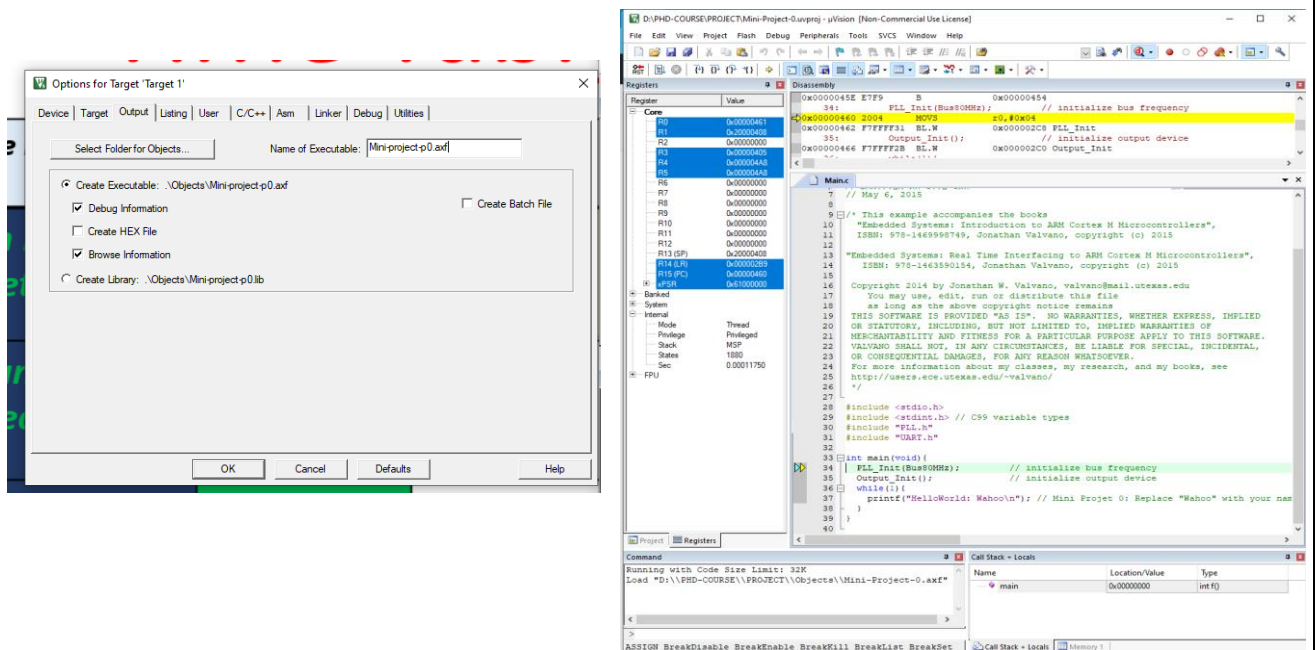 Options for Target 'Target 1'
Device Target Output Listing User C/C++ Asm Linker Debug Utilities
Select Folder for Objects...
Name of Executable: Mini-project-p0.axf
Create Executable: .\Objects\Mini-project-p0.axf
Debug Information
Create Batch File
Create HEX File
Browse Information
Create Library: .\Objects\Mini-project-p0.lib
OK Cancel Defaults Help
D:\PHD-COURSE\PROJECT\Mini-Project-0.uvproj - µVision [Non-Commercial Use License]
File Edit View Project Flash Debug Peripherals Tools SVCS Window Help
Registers
Register Value
Core
R0 0x00000461
R1 0x20000408
R2 0x00000000
R3 0x00000405
R4 0x000004A8
R5 0x000004A8
R6 0x00000000
R7 0x00000000
R8 0x00000000
R9 0x00000000
R10 0x00000000
R11 0x00000000
R12 0x00000000
R13 (SP) 0x20000408
R14 (LR) 0x000002B9
R15 (PC) 0x00000460
xPSR 0x61000000
Banked
System
Internal
Mode Thread
Privilege Privileged
Stack MSP
States 1880
Sec 0.00011750
FPU
Project Registers
Disassembly
0x0000045E E7F9 B 0x00000454
34: PLL_Init(Bus80MHz); // initialize bus frequency
0x00000460 2004 MOVS r0,#0x04
0x00000462 F7FFFF31 BL.W 0x000002C8 PLL_Init
35: Output_Init(); // initialize output device
0x00000466 F7FFFF2B BL.W 0x000002C0 Output_Init
Main.c
7 // May 6, 2015
8
9 /* This example accompanies the books
10 "Embedded Systems: Introduction to ARM Cortex M Microcontrollers",
11 ISBN: 978-1469998749, Jonathan Valvano, copyright (c) 2015
12
13 "Embedded Systems: Real Time Interfacing to ARM Cortex M Microcontrollers",
14 ISBN: 978-1463590154, Jonathan Valvano, copyright (c) 2015
15
16 Copyright 2014 by Jonathan W. Valvano, valvano@mail.utexas.edu
17 You may use, edit, run or distribute this file
18 as long as the above copyright notice remains
19 THIS SOFTWARE IS PROVIDED "AS IS". NO WARRANTIES, WHETHER EXPRESS, IMPLIED
20 OR STATUTORY, INCLUDING, BUT NOT LIMITED TO, IMPLIED WARRANTIES OF
21 MERCHANTABILITY AND FITNESS FOR A PARTICULAR PURPOSE APPLY TO THIS SOFTWARE.
22 VALVANO SHALL NOT, IN ANY CIRCUMSTANCES, BE LIABLE FOR SPECIAL, INCIDENTAL,
23 OR CONSEQUENTIAL DAMAGES, FOR ANY REASON WHATSOEVER.
24 For more information about my classes, my research, and my books, see
25 http://users.ece.utexas.edu/~valvano/
26 */
27
28 #include <stdio.h>
29 #include <stdint.h> // C99 variable types
30 #include "PLL.h"
31 #include "UART.h"
32
33 int main(void){
34 PLL_Init(Bus80MHz); // initialize bus frequency
35 Output_Init(); // initialize output device
36 while(1){
37 printf("HelloWorld: Wahoo\n"); // Mini Projet 0: Replace "Wahoo" with your nam
38 }
39 }
40
Command
Running with Code Size Limit: 32K
Load "D:\\PHD-COURSE\\PROJECT\\Objects\\Mini-Project-0.axf"
>
ASSIGN BreakDisable BreakEnable BreakKill BreakList BreakSet
Call Stack + Locals
Name Location/Value Type
main 0x00000000 int f()
Call Stack + Locals Memory 1